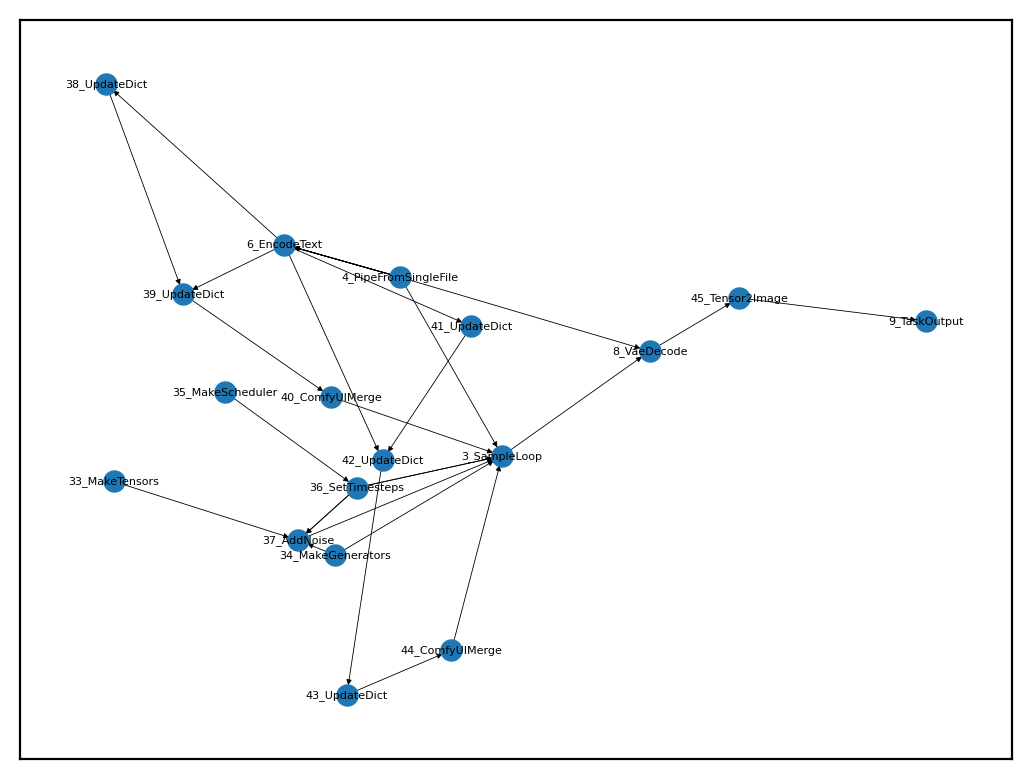 38_UpdateDict
6_EncodeText
4_PipeFromSingleFile
39_UpdateDict
45_Tensor2Image
9_TaskOutput
41_UpdateDict
8_VaeDecode
35_MakeScheduler
40_ComfyUIMerge
3_SampleLoop
42_UpdateDict
33_MakeTensors
36_SetTimesteps
37_AddNoise
34_MakeGenerators
44_ComfyUIMerge
43_UpdateDict